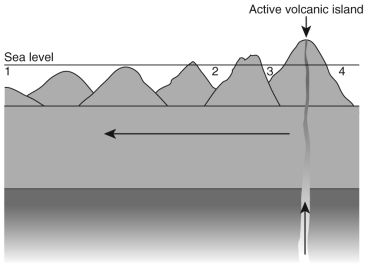 Active volcanic island
Sea level
1 2 3 4